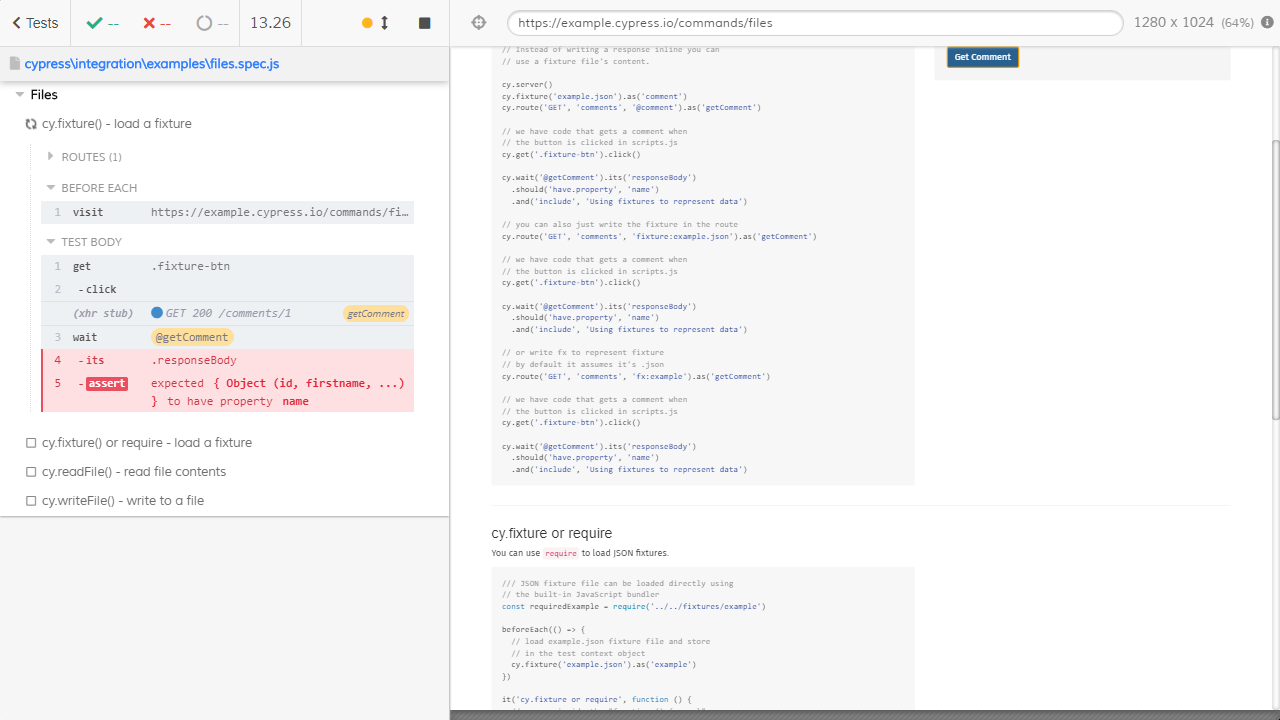 Tests
--
--
--
13.26
https://example.cypress.io/commands/files
1280 x 1024 (64%)
cypress\integration\examples\files.spec.js
Files
cy.fixture() - load a fixture
ROUTES (1)
BEFORE EACH
1 visit https://example.cypress.io/commands/fi…
TEST BODY
1 get .fixture-btn
2 - click
(xhr stub) GET 200 /comments/1 getComment
3 wait @getComment
4 - its .responseBody
5 - assert expected { Object (id, firstname, ...)
} to have property name
cy.fixture() or require - load a fixture
cy.readFile() - read file contents
cy.writeFile() - write to a file
// Instead of writing a response inline you can
// use a fixture file's content.
cy.server()
cy.fixture('example.json').as('comment')
cy.route('GET', 'comments', '@comment').as('getComment')
// we have code that gets a comment when
// the button is clicked in scripts.js
cy.get('.fixture-btn').click()
cy.wait('@getComment').its('responseBody')
.should('have.property', 'name')
.and('include', 'Using fixtures to represent data')
// you can also just write the fixture in the route
cy.route('GET', 'comments', 'fixture:example.json').as('getComment')
// we have code that gets a comment when
// the button is clicked in scripts.js
cy.get('.fixture-btn').click()
cy.wait('@getComment').its('responseBody')
.should('have.property', 'name')
.and('include', 'Using fixtures to represent data')
// or write fx to represent fixture
// by default it assumes it's .json
cy.route('GET', 'comments', 'fx:example').as('getComment')
// we have code that gets a comment when
// the button is clicked in scripts.js
cy.get('.fixture-btn').click()
cy.wait('@getComment').its('responseBody')
.should('have.property', 'name')
.and('include', 'Using fixtures to represent data')
Get Comment
cy.fixture or require
You can use require to load JSON fixtures.
/// JSON fixture file can be loaded directly using
// the built-in JavaScript bundler
const requiredExample = require('../../fixtures/example')
beforeEach(() => {
// load example.json fixture file and store
// in the test context object
cy.fixture('example.json').as('example')
})
it('cy.fixture or require', function () {